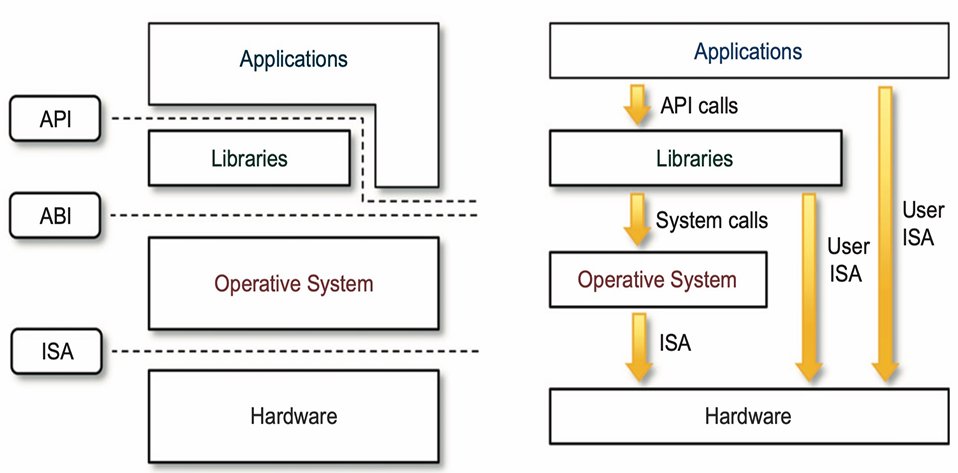 Applications
API
Libraries
ABI
Operative System
ISA
Hardware
Applications
API calls
Libraries
System calls
User
ISA
User
ISA
Operative System
ISA
Hardware